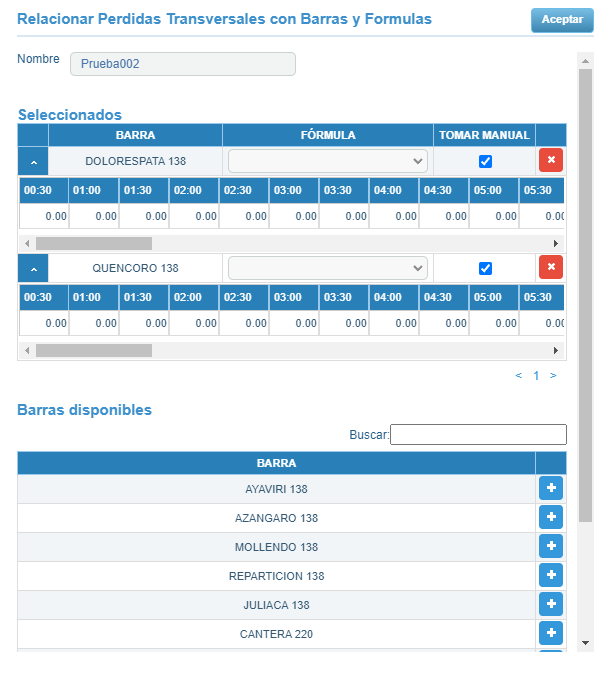 Relacionar Perdidas Transversales con Barras y Formulas
Aceptar
Nombre
Prueba002
Seleccionados
BARRA FÓRMULA TOMAR MANUAL
DOLORESPATA 138
00:30 01:00 01:30 02:00 02:30 03:00 03:30 04:00 04:30 05:00 05:30
0.00 0.00 0.00 0.00 0.00 0.00 0.00 0.00 0.00 0.00 0.00
QUENCORO 138
00:30 01:00 01:30 02:00 02:30 03:00 03:30 04:00 04:30 05:00 05:30
0.00 0.00 0.00 0.00 0.00 0.00 0.00 0.00 0.00 0.00 0.00
< 1 >
Barras disponibles
Buscar:
BARRA
AYAVIRI 138
AZANGARO 138
MOLLENDO 138
REPARTICION 138
JULIACA 138
CANTERA 220